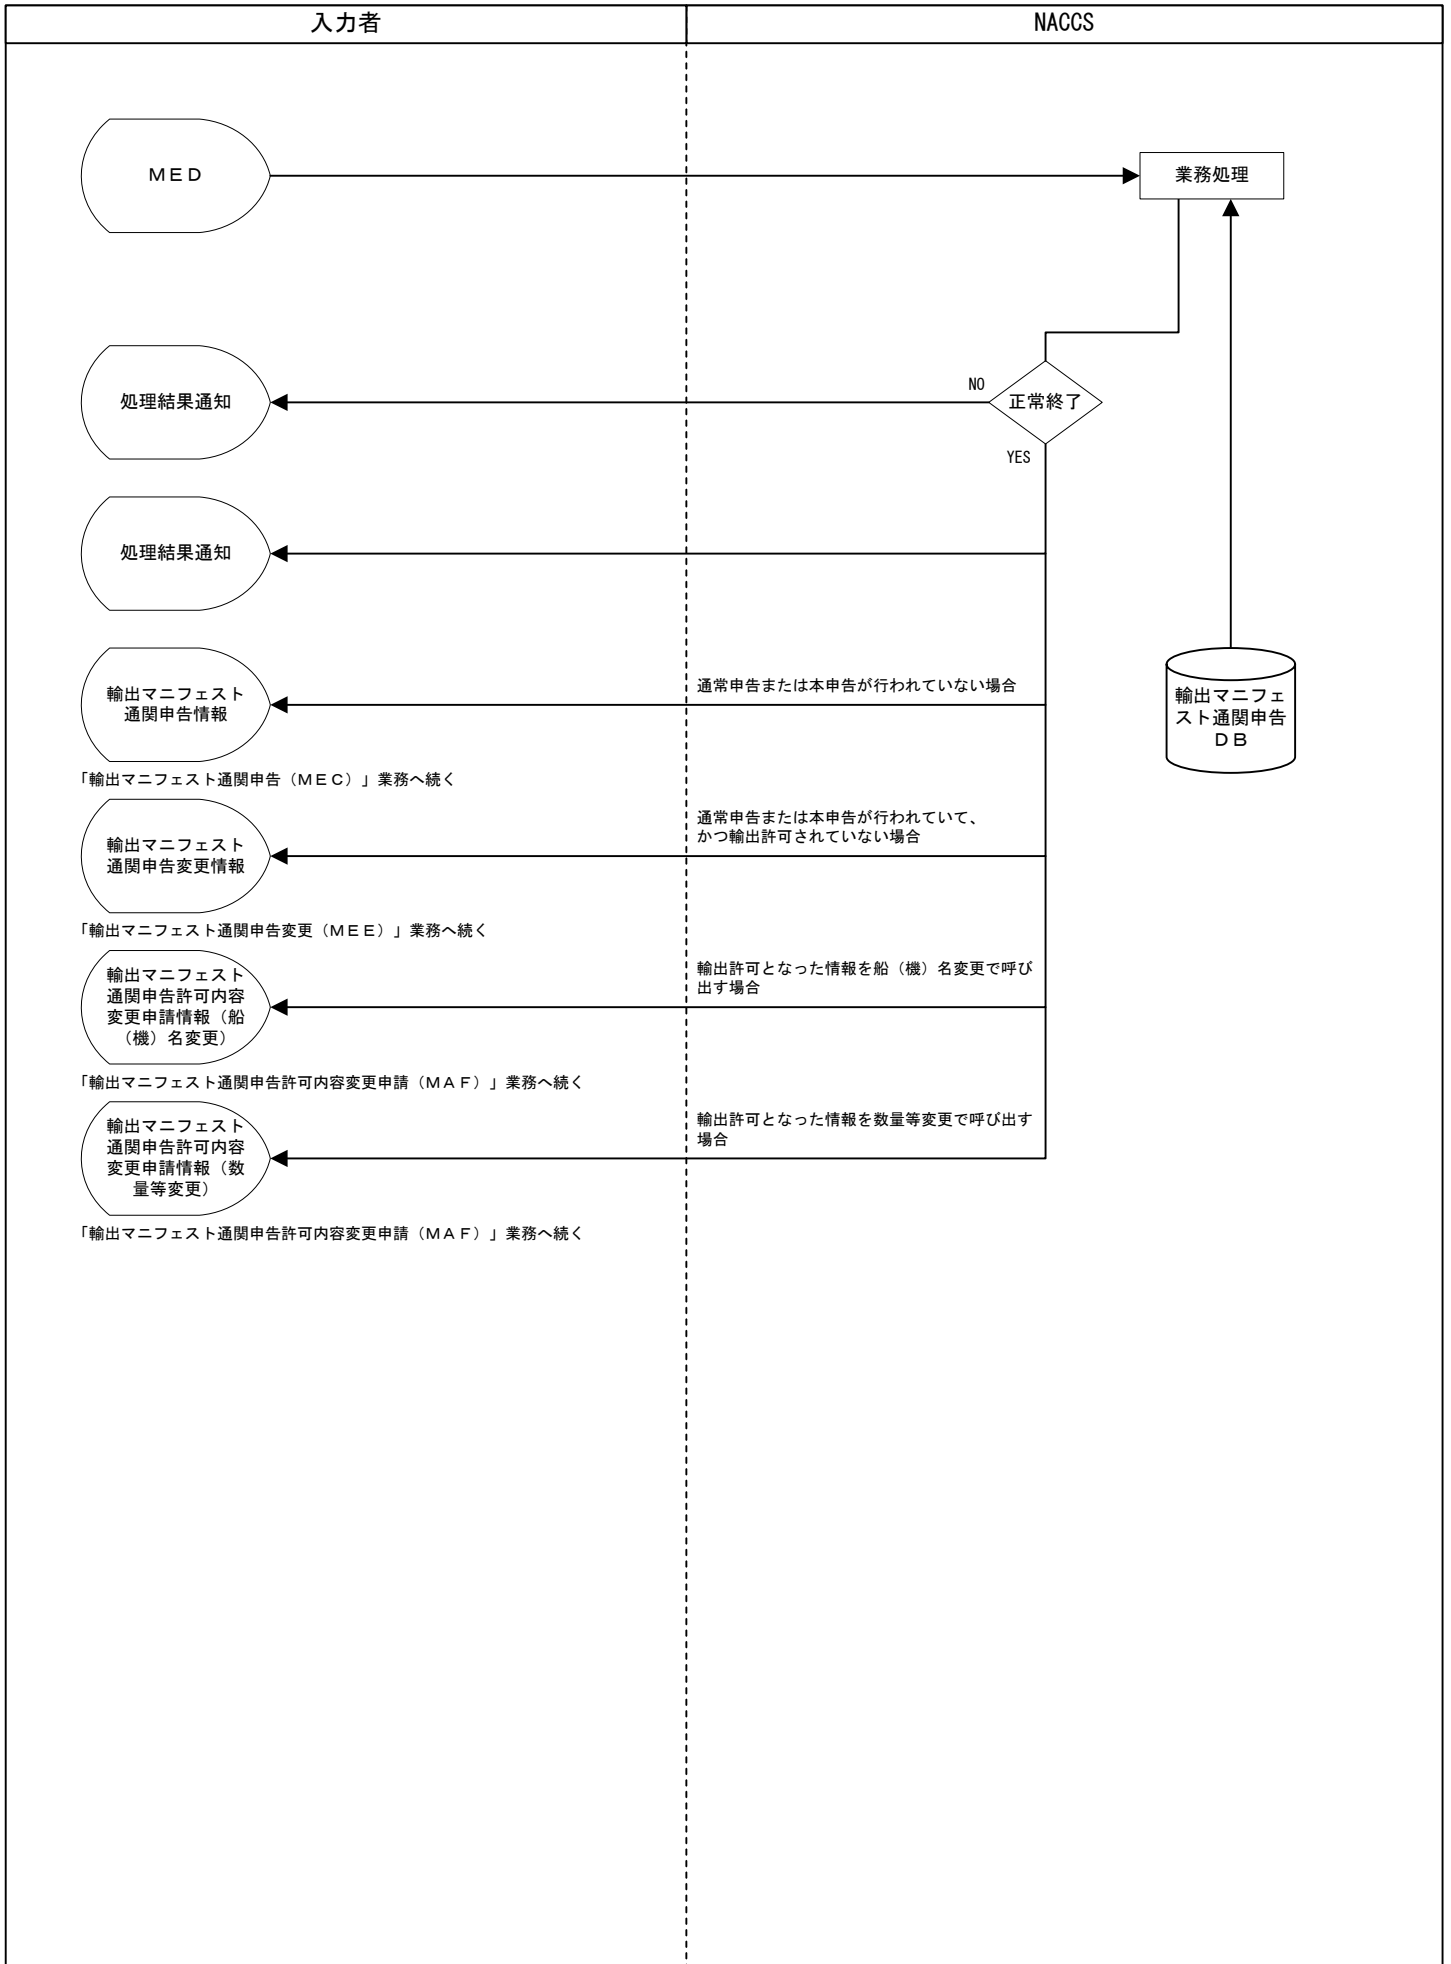 入力者
NACCS
ＭＥＤ
業務処理
処理結果通知
NO
正常終了
YES
処理結果通知
輸出マニフェスト
通関申告情報
通常申告または本申告が行われていない場合
輸出マニフェ
スト通関申告
ＤＢ
「輸出マニフェスト通関申告（ＭＥＣ）」業務へ続く
輸出マニフェスト
通関申告変更情報
通常申告または本申告が行われていて、
かつ輸出許可されていない場合
「輸出マニフェスト通関申告変更（ＭＥＥ）」業務へ続く
輸出マニフェスト
通関申告許可内容
変更申請情報（船
（機）名変更）
輸出許可となった情報を船（機）名変更で呼び
出す場合
「輸出マニフェスト通関申告許可内容変更申請（ＭＡＦ）」業務へ続く
輸出マニフェスト
通関申告許可内容
変更申請情報（数
量等変更）
輸出許可となった情報を数量等変更で呼び出す
場合
「輸出マニフェスト通関申告許可内容変更申請（ＭＡＦ）」業務へ続く